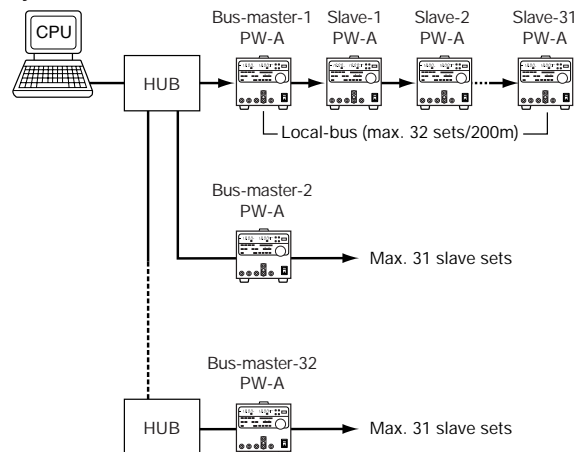 Bus-master-1 Slave-1 Slave-2 Slave-31
PW-A PW-A PW-A PW-A
CPU
HUB
Local-bus (max. 32 sets/200m)
Bus-master-2
PW-A
Max. 31 slave sets
Bus-master-32
PW-A
HUB
Max. 31 slave sets